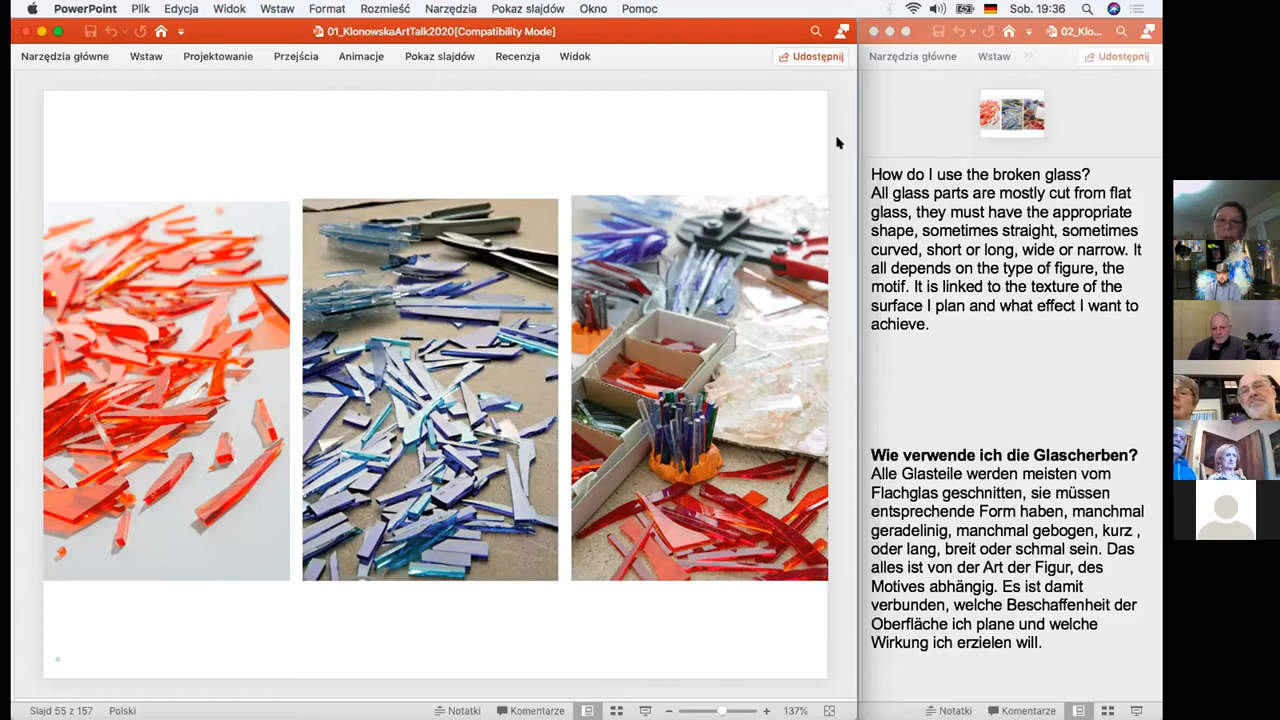 PowerPoint Plik Edycja Widok Wstaw Format Rozmieść Narzędzia Pokaz slajdów Okno Pomoc Sob. 19:36
01_KlonowskaArtTalk2020[Compatibility Mode]
02_Klo...
Narzędzia główne Wstaw Projektowanie Przejścia Animacje Pokaz slajdów Recenzja Widok Udostępnij
Narzędzia główne Wstaw Udostępnij
How do I use the broken glass?
All glass parts are mostly cut from flat
glass, they must have the appropriate
shape, sometimes straight, sometimes
curved, short or long, wide or narrow. It
all depends on the type of figure, the
motif. It is linked to the texture of the
surface I plan and what effect I want to
achieve.
Wie verwende ich die Glascherben?
Alle Glasteile werden meisten vom
Flachglas geschnitten, sie müssen
entsprechende Form haben, manchmal
geradelinig, manchmal gebogen, kurz ,
oder lang, breit oder schmal sein. Das
alles ist von der Art der Figur, des
Motives abhängig. Es ist damit
verbunden, welche Beschaffenheit der
Oberfläche ich plane und welche
Wirkung ich erzielen will.
Slajd 55 z 157 Polski Notatki Komentarze 137%
Notatki Komentarze